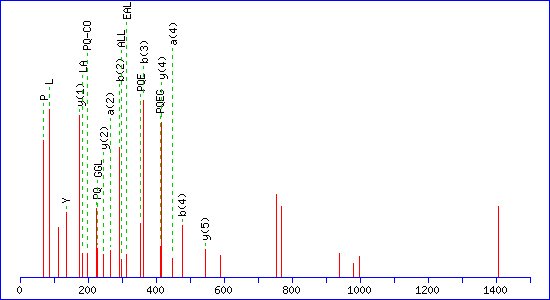 P
L
Y
y(1)
LA
PQ-CO
PQ
GGL
y(2)
a(2)
b(2)
ALL
EAL
PQE
b(3)
PQEG
y(4)
a(4)
b(4)
y(5)
0 200 400 600 800 1000 1200 1400